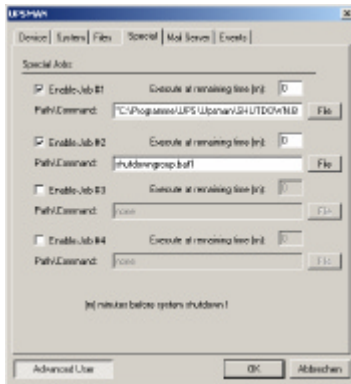 UPSMAN
Device System Files Special Mail Server Events
Special Jobs:
Enable Job #1 Execute at remaining time (m): 0
Path\Command: "C:\Programme\UPS\Upsman\SHUTDOWN.B File
Enable Job #2 Execute at remaining time (m): 0
Path\Command: shutdowngroup.bat1 File
Enable Job #3 Execute at remaining time (m): 0
Path\Command: none File
Enable Job #4 Execute at remaining time (m): 0
Path\Command: none File
(m) minutes before system shutdown !
Advanced User OK Abbrechen